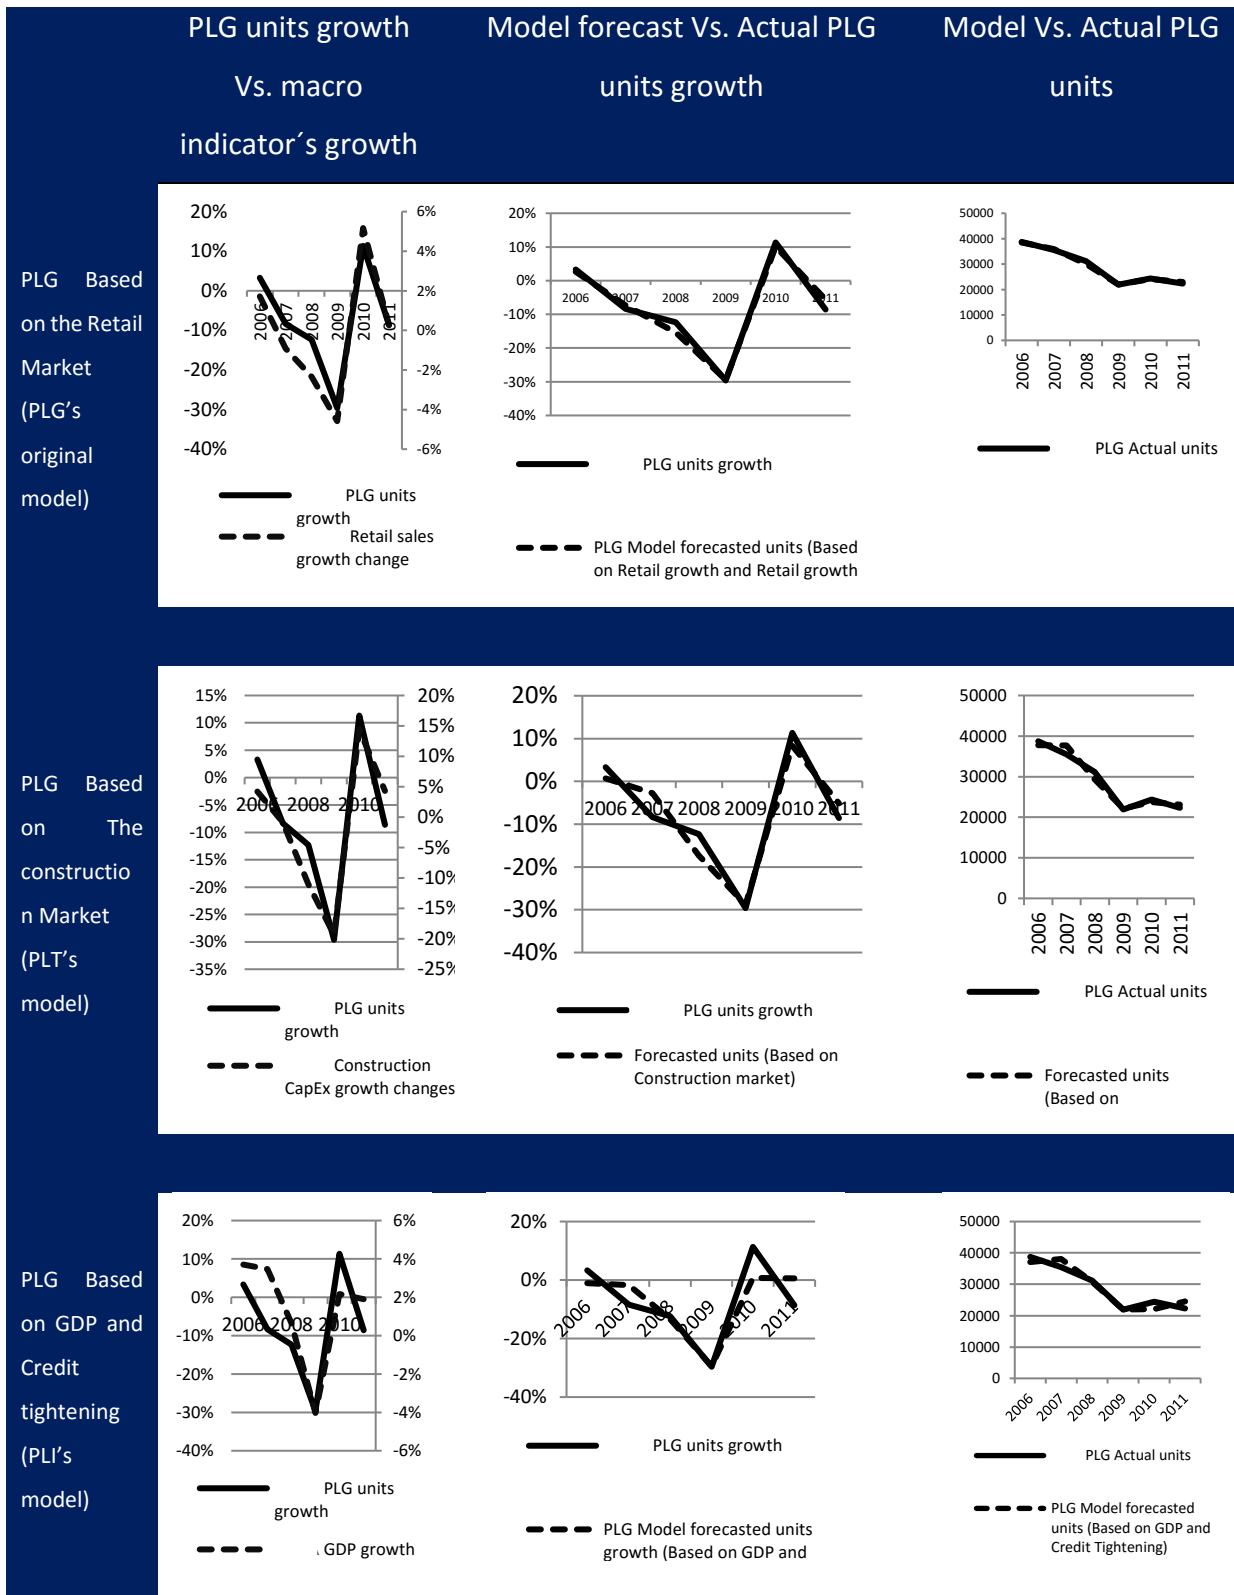 PLG units growth
Vs. macro
indicator´s growth
Model forecast Vs. Actual PLG
units growth
Model Vs. Actual PLG
units
PLG Based
on the Retail
Market
(PLG’s
original
model)
20%
10%
0%
-10%
-20%
-30%
-40%
6%
4%
2%
0%
-2%
-4%
-6%
2006
2007
2008
2009
2010
2011
PLG units
growth
Retail sales
growth change
20%
10%
0%
-10%
-20%
-30%
-40%
2006
2007
2008
2009
2010
2011
PLG units growth
PLG Model forecasted units (Based
on Retail growth and Retail growth
50000
40000
30000
20000
10000
0
2006
2007
2008
2009
2010
2011
PLG Actual units
PLG Based
on The
constructio
n Market
(PLT’s
model)
15%
10%
5%
0%
-5%
-10%
-15%
-20%
-25%
-30%
-35%
20%
15%
10%
5%
0%
-5%
-10%
-15%
-20%
-25%
2006
2008
2010
PLG units
growth
Construction
CapEx growth changes
20%
10%
0%
-10%
-20%
-30%
-40%
2006
2007
2008
2009
2010
2011
PLG units growth
Forecasted units (Based on
Construction market)
50000
40000
30000
20000
10000
0
2006
2007
2008
2009
2010
2011
PLG Actual units
Forecasted units
(Based on
PLG Based
on GDP and
Credit
tightening
(PLI’s
model)
20%
10%
0%
-10%
-20%
-30%
-40%
6%
4%
2%
0%
-2%
-4%
-6%
2006
2008
2010
PLG units
growth
GDP growth
20%
0%
-20%
-40%
2006
2007
2008
2009
2010
2011
PLG units growth
PLG Model forecasted units
growth (Based on GDP and
50000
40000
30000
20000
10000
0
2006
2007
2008
2009
2010
2011
PLG Actual units
PLG Model forecasted
units (Based on GDP and
Credit Tightening)